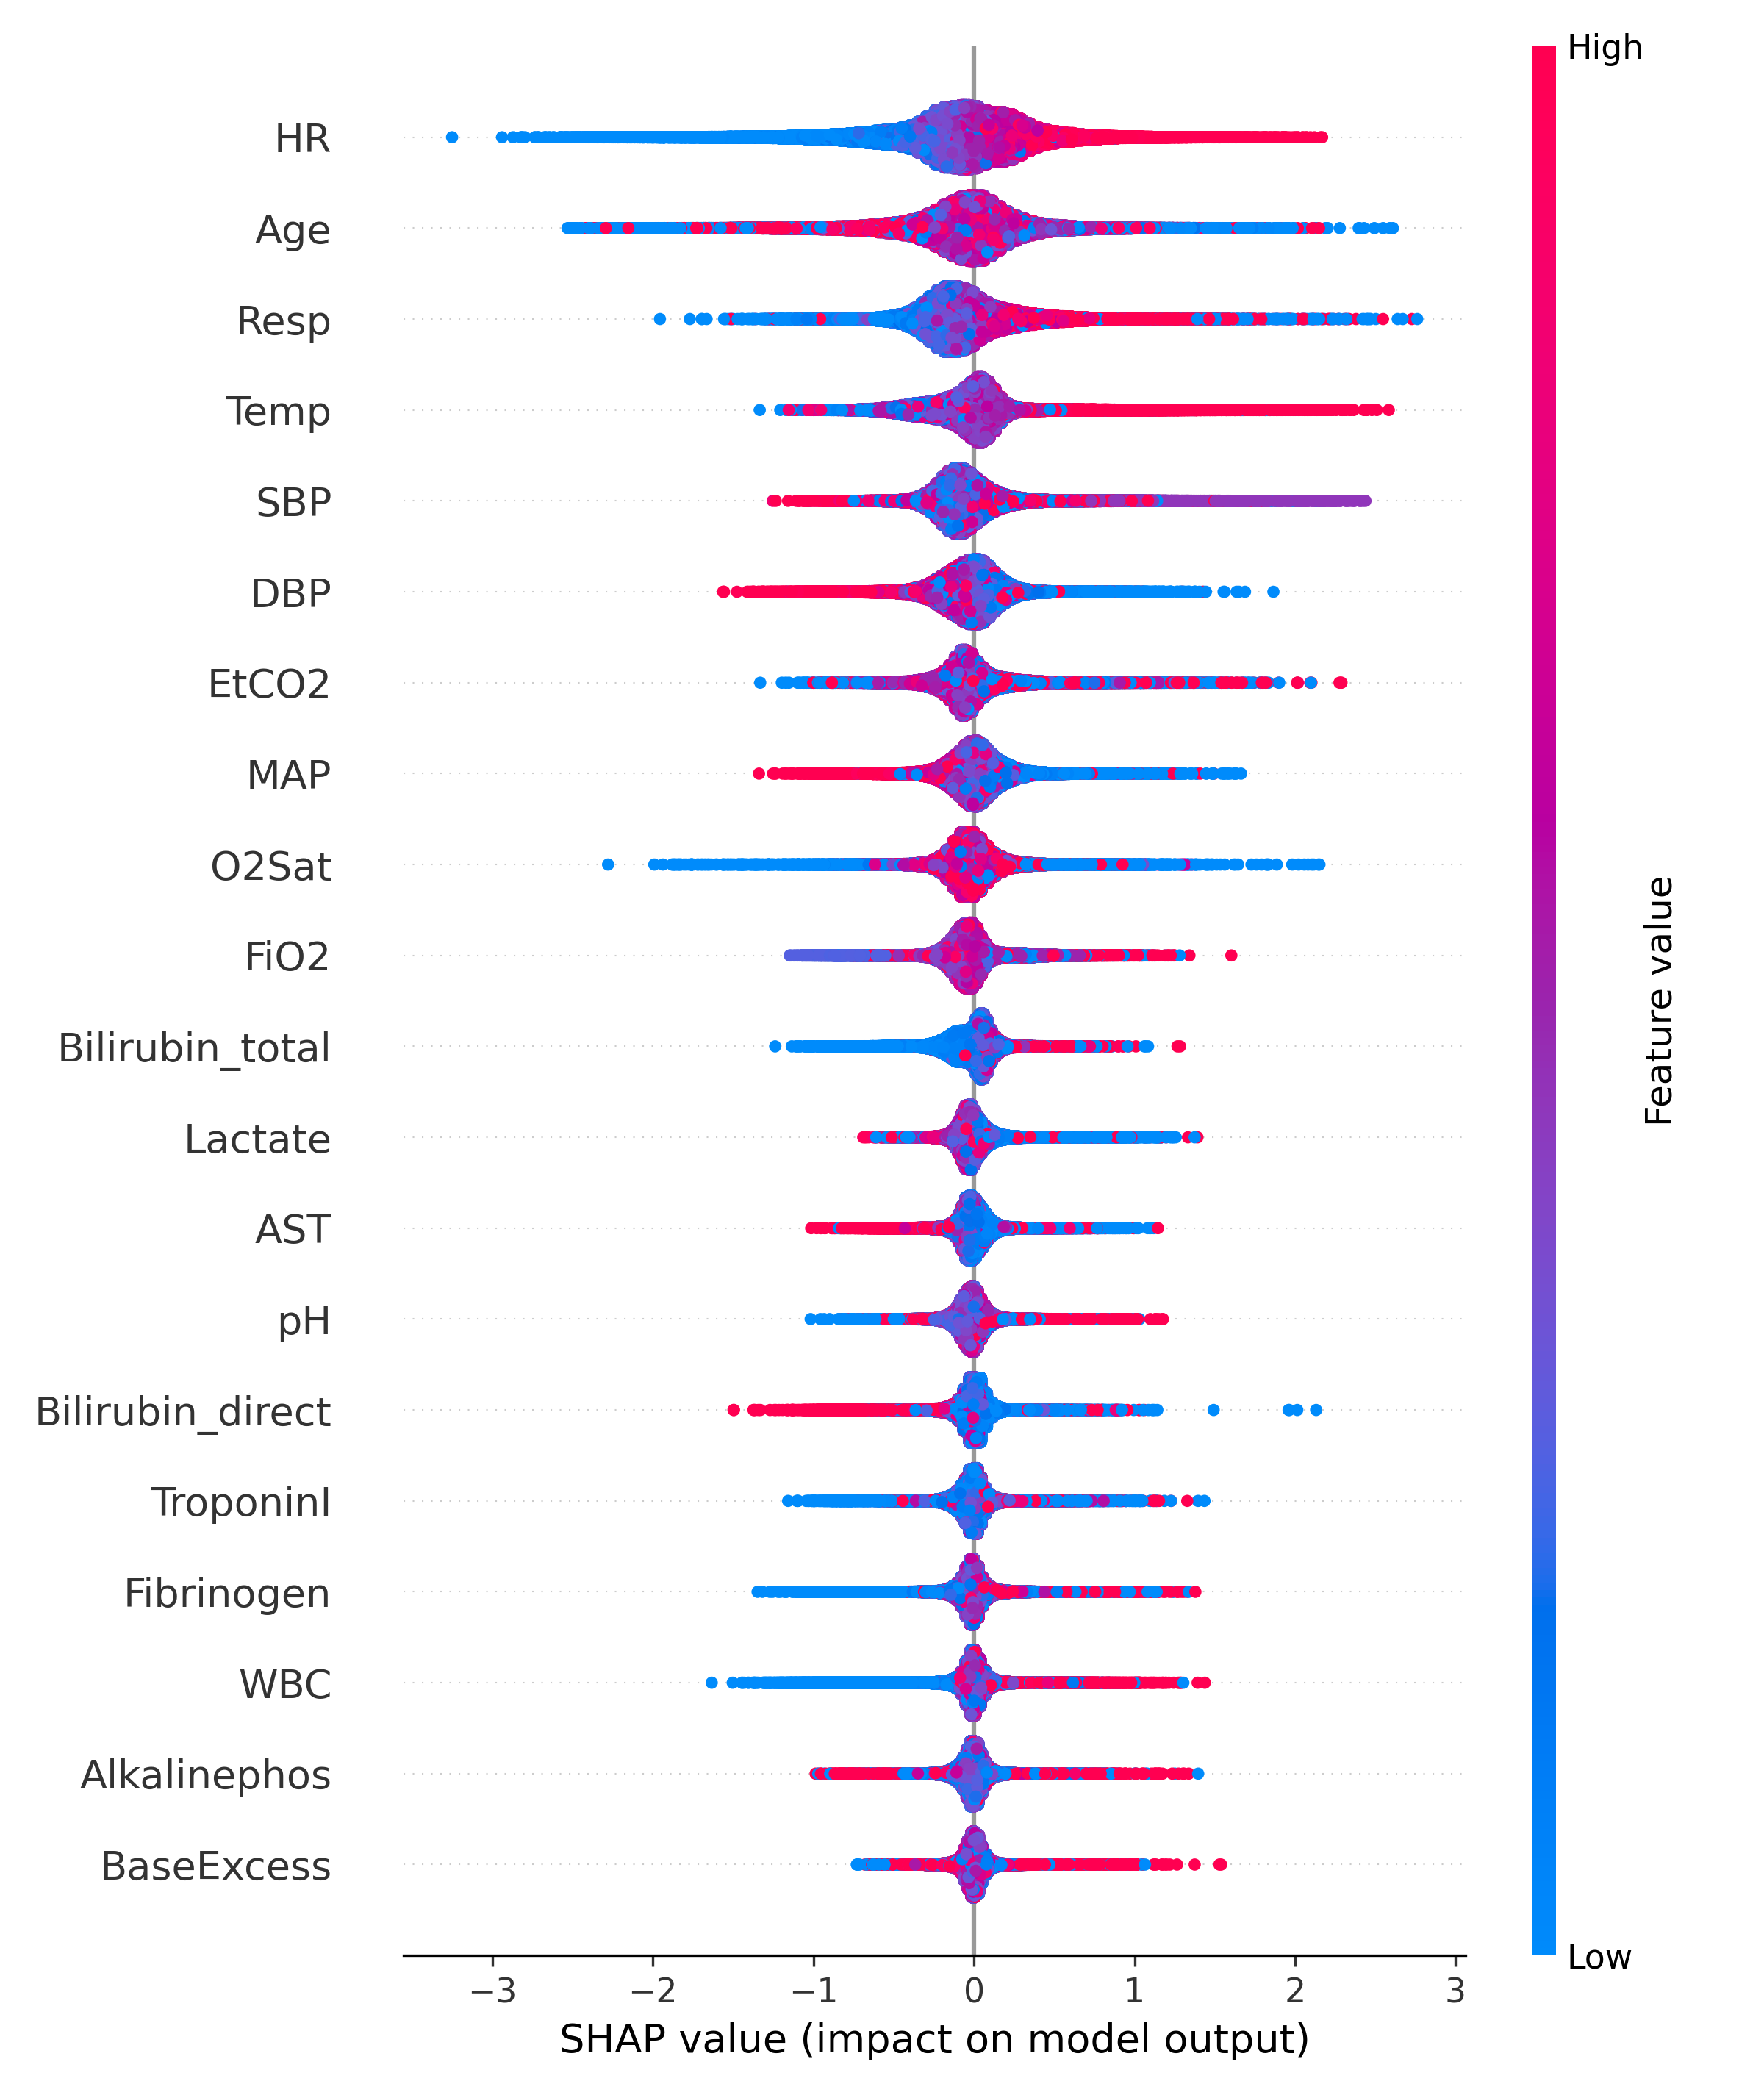 High
HR
Age
Resp
Temp
SBP
DBP
EtCO2
MAP
O2Sat
FiO2
Bilirubin_total
Lactate
AST
pH
Bilirubin_direct
TroponinI
Fibrinogen
WBC
Alkalinephos
BaseExcess
Feature value
Low
−3 −2 −1 0 1 2 3
SHAP value (impact on model output)